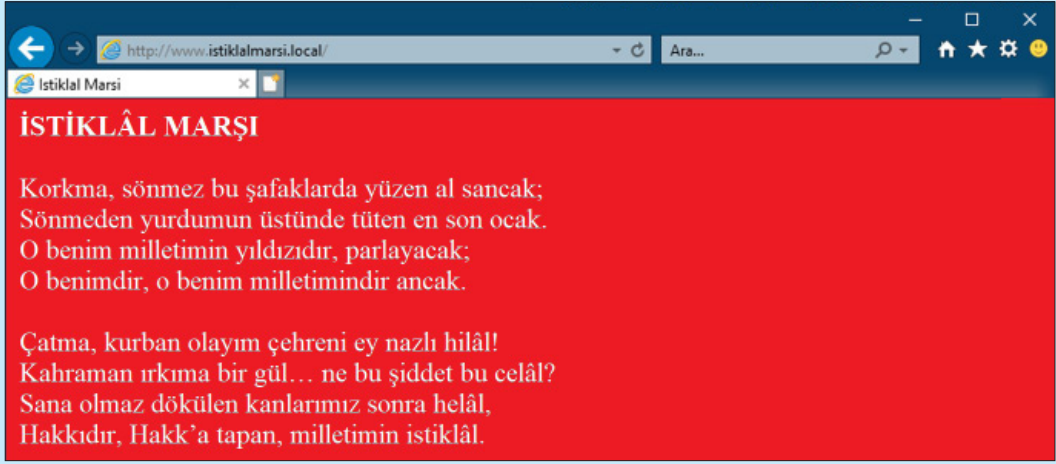 http://www.istiklalmarsi.local/
Ara...
Istiklal Marsi
İSTİKLÂL MARŞI
Korkma, sönmez bu şafaklarda yüzen al sancak;
Sönmeden yurdumun üstünde tüten en son ocak.
O benim milletimin yıldızıdır, parlayacak;
O benimdir, o benim milletimindir ancak.
Çatma, kurban olayım çehreni ey nazlı hilâl!
Kahraman ırkıma bir gül… ne bu şiddet bu celâl?
Sana olmaz dökülen kanlarımız sonra helâl,
Hakkıdır, Hakk’a tapan, milletimin istiklâl.